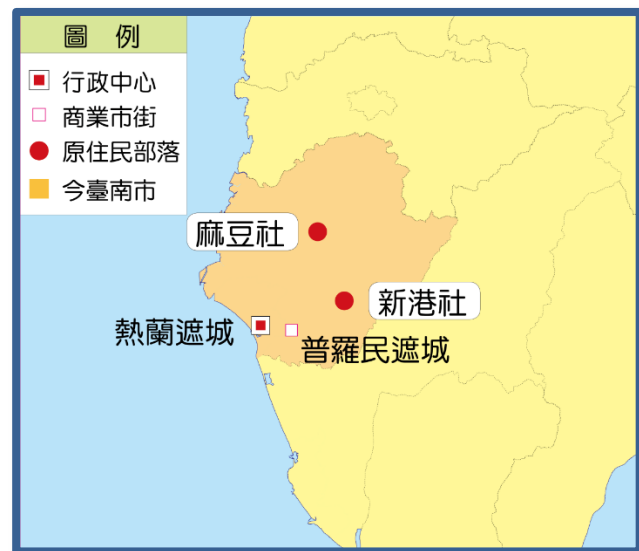 圖 例
行政中心
商業市街
原住民部落
今臺南市
麻豆社
新港社
熱蘭遮城
普羅民遮城